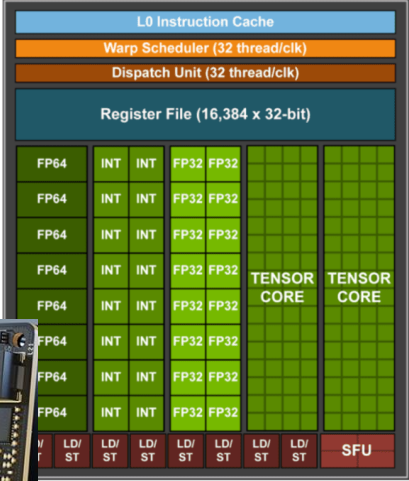 L0 Instruction Cache
Warp Scheduler (32 thread/clk)
Dispatch Unit (32 thread/clk)
Register File (16,384 x 32-bit)
FP64 INT INT FP32 FP32
FP64 INT INT FP32 FP32
FP64 INT INT FP32 FP32
FP64 INT INT FP32 FP32
TENSOR TENSOR
CORE CORE
FP64 INT INT FP32 FP32
FP64 INT INT FP32 FP32
FP64 INT INT FP32 FP32
FP64 INT INT FP32 FP32
LD/ LD/ LD/ LD/ LD/ LD/ LD/
ST ST ST ST ST ST ST
SFU